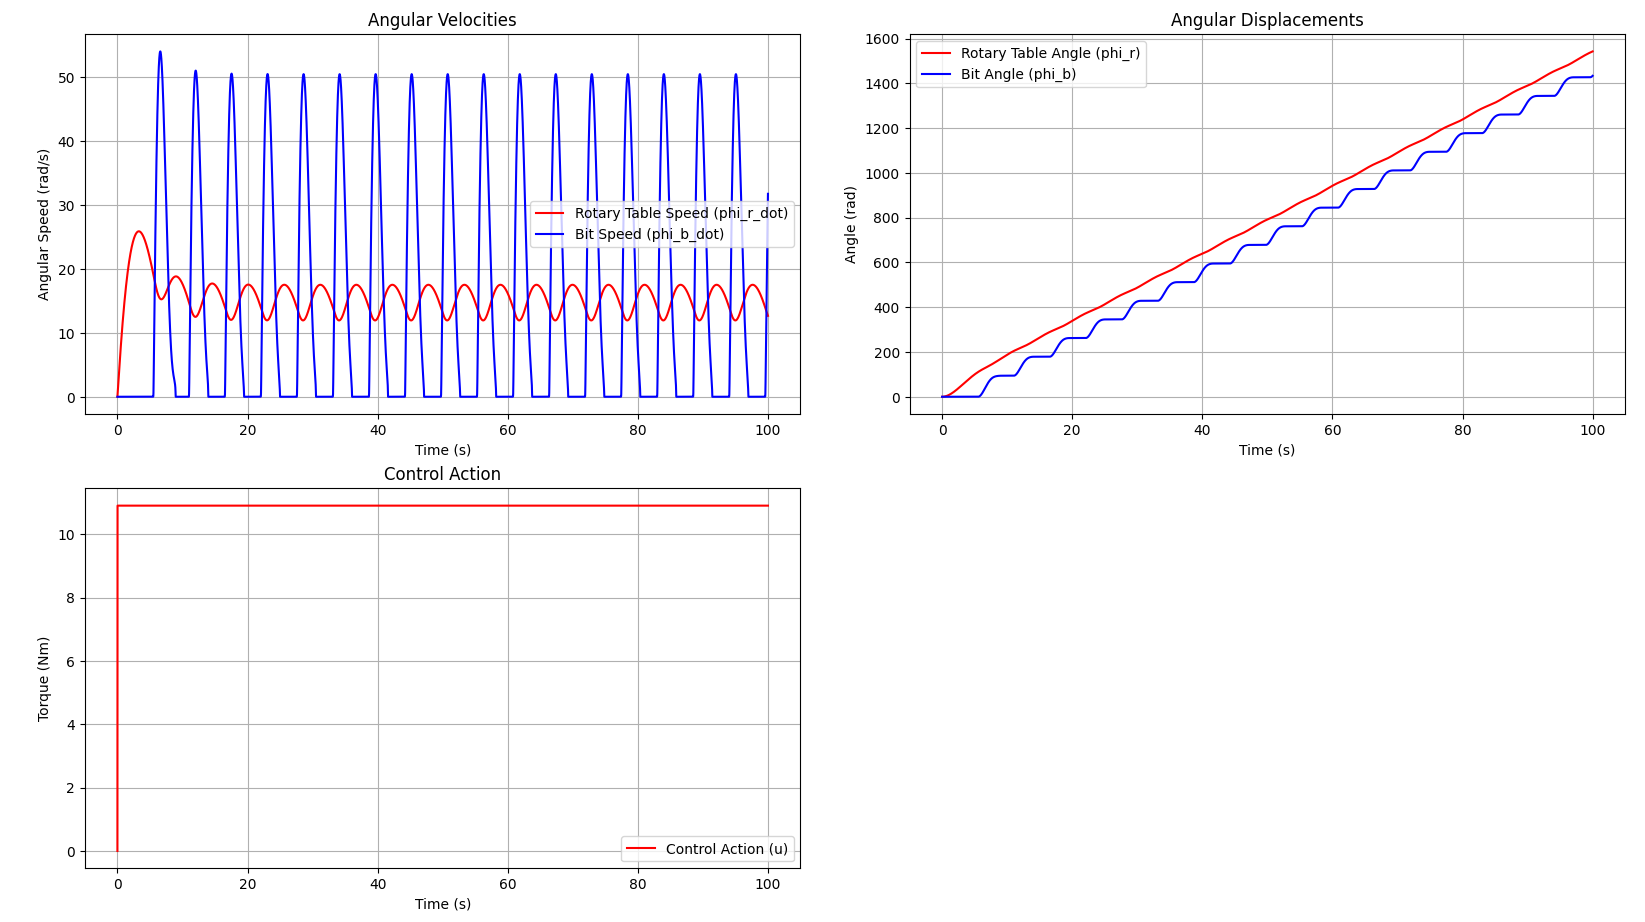 Angular Velocities
Angular Speed (rad/s)
50
40
30
20
10
0
Rotary Table Speed (phi_r_dot)
Bit Speed (phi_b_dot)
0 20 40 60 80 100
Time (s)
Angular Displacements
Angle (rad)
1600
1400
1200
1000
800
600
400
200
0
Rotary Table Angle (phi_r)
Bit Angle (phi_b)
0 20 40 60 80 100
Time (s)
Control Action
Torque (Nm)
10
8
6
4
2
0
Control Action (u)
0 20 40 60 80 100
Time (s)